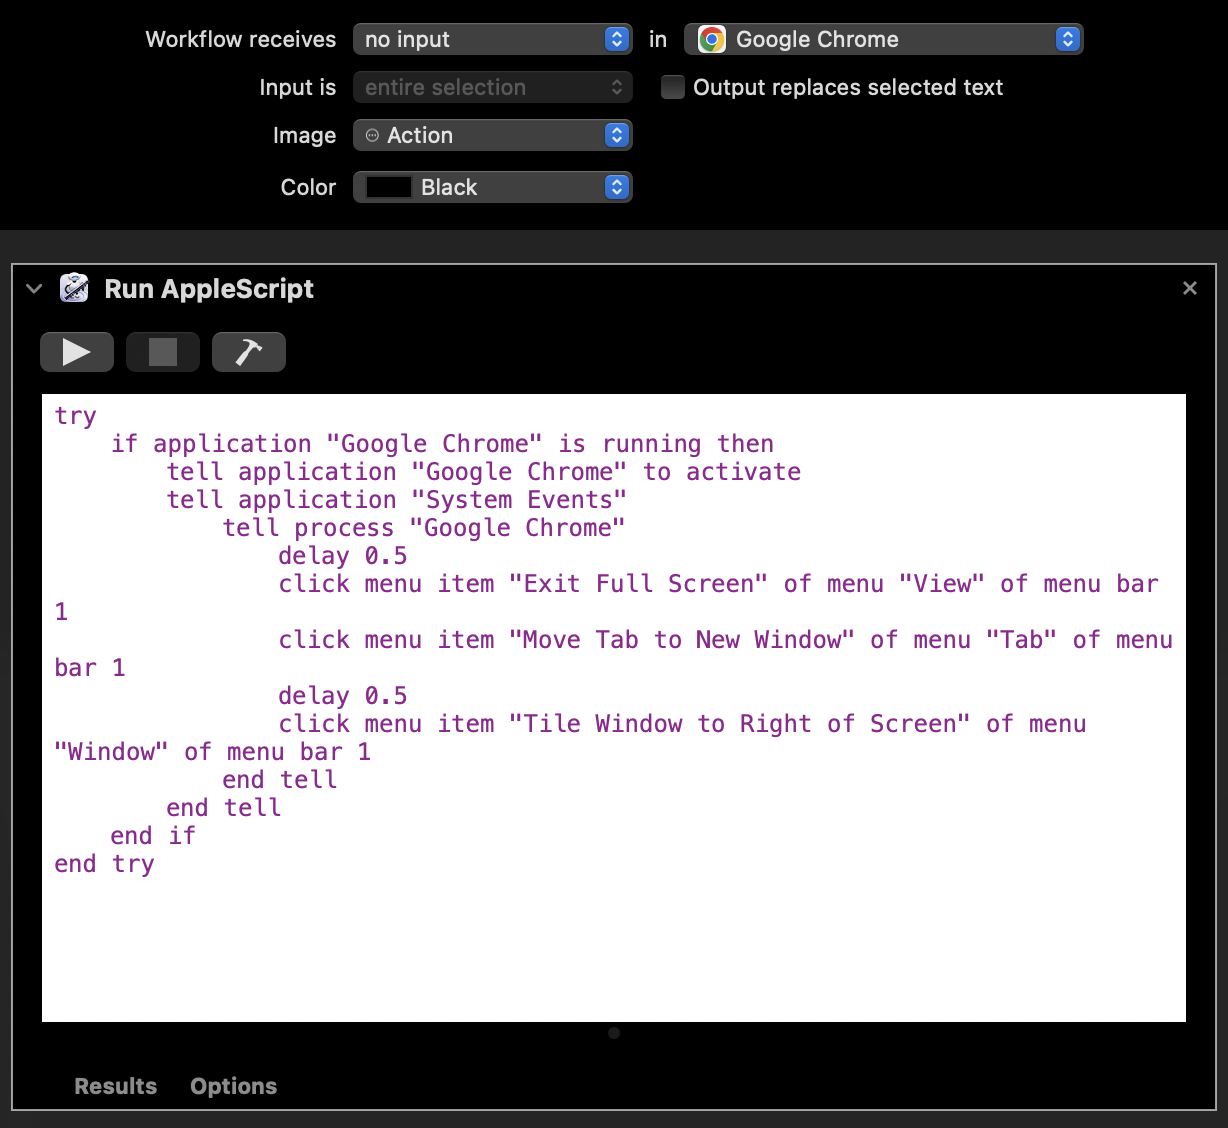 Workflow receives no input in Google Chrome
Input is entire selection Output replaces selected text
Image Action
Color Black
Run AppleScript
try
if application "Google Chrome" is running then
tell application "Google Chrome" to activate
tell application "System Events"
tell process "Google Chrome"
delay 0.5
click menu item "Exit Full Screen" of menu "View" of menu bar
1
click menu item "Move Tab to New Window" of menu "Tab" of menu
bar 1
delay 0.5
click menu item "Tile Window to Right of Screen" of menu
"Window" of menu bar 1
end tell
end tell
end if
end try
Results Options